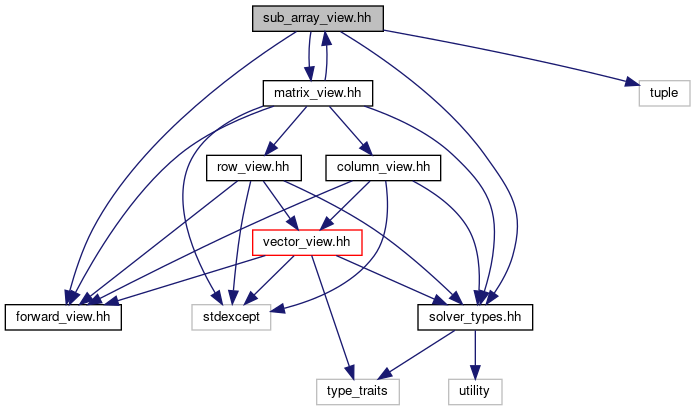 sub_array_view.hh
matrix_view.hh
tuple
row_view.hh
column_view.hh
vector_view.hh
forward_view.hh
stdexcept
solver_types.hh
type_traits
utility